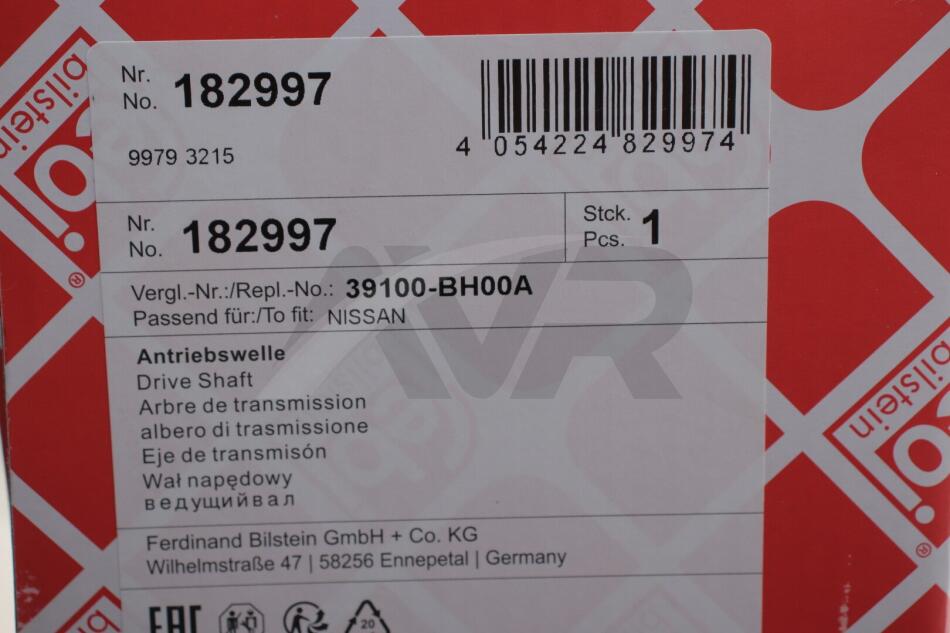 Nr.
No. 182997
9979 3215
4 054224 829974
Nr.
No. 182997
Stck.
Pcs. 1
Vergl.-Nr.:/Repl.-No.: 39100-BH00A
Passend für:/To fit: NISSAN
Antriebswelle
Drive Shaft
Arbre de transmission
albero di trasmissione
Eje de transmisón
Wał napędowy
ведущийвал
Ferdinand Bilstein GmbH + Co. KG
Wilhelmstraße 47 | 58256 Ennepetal | Germany
EAC
20
AVR
bilstein
bilstein